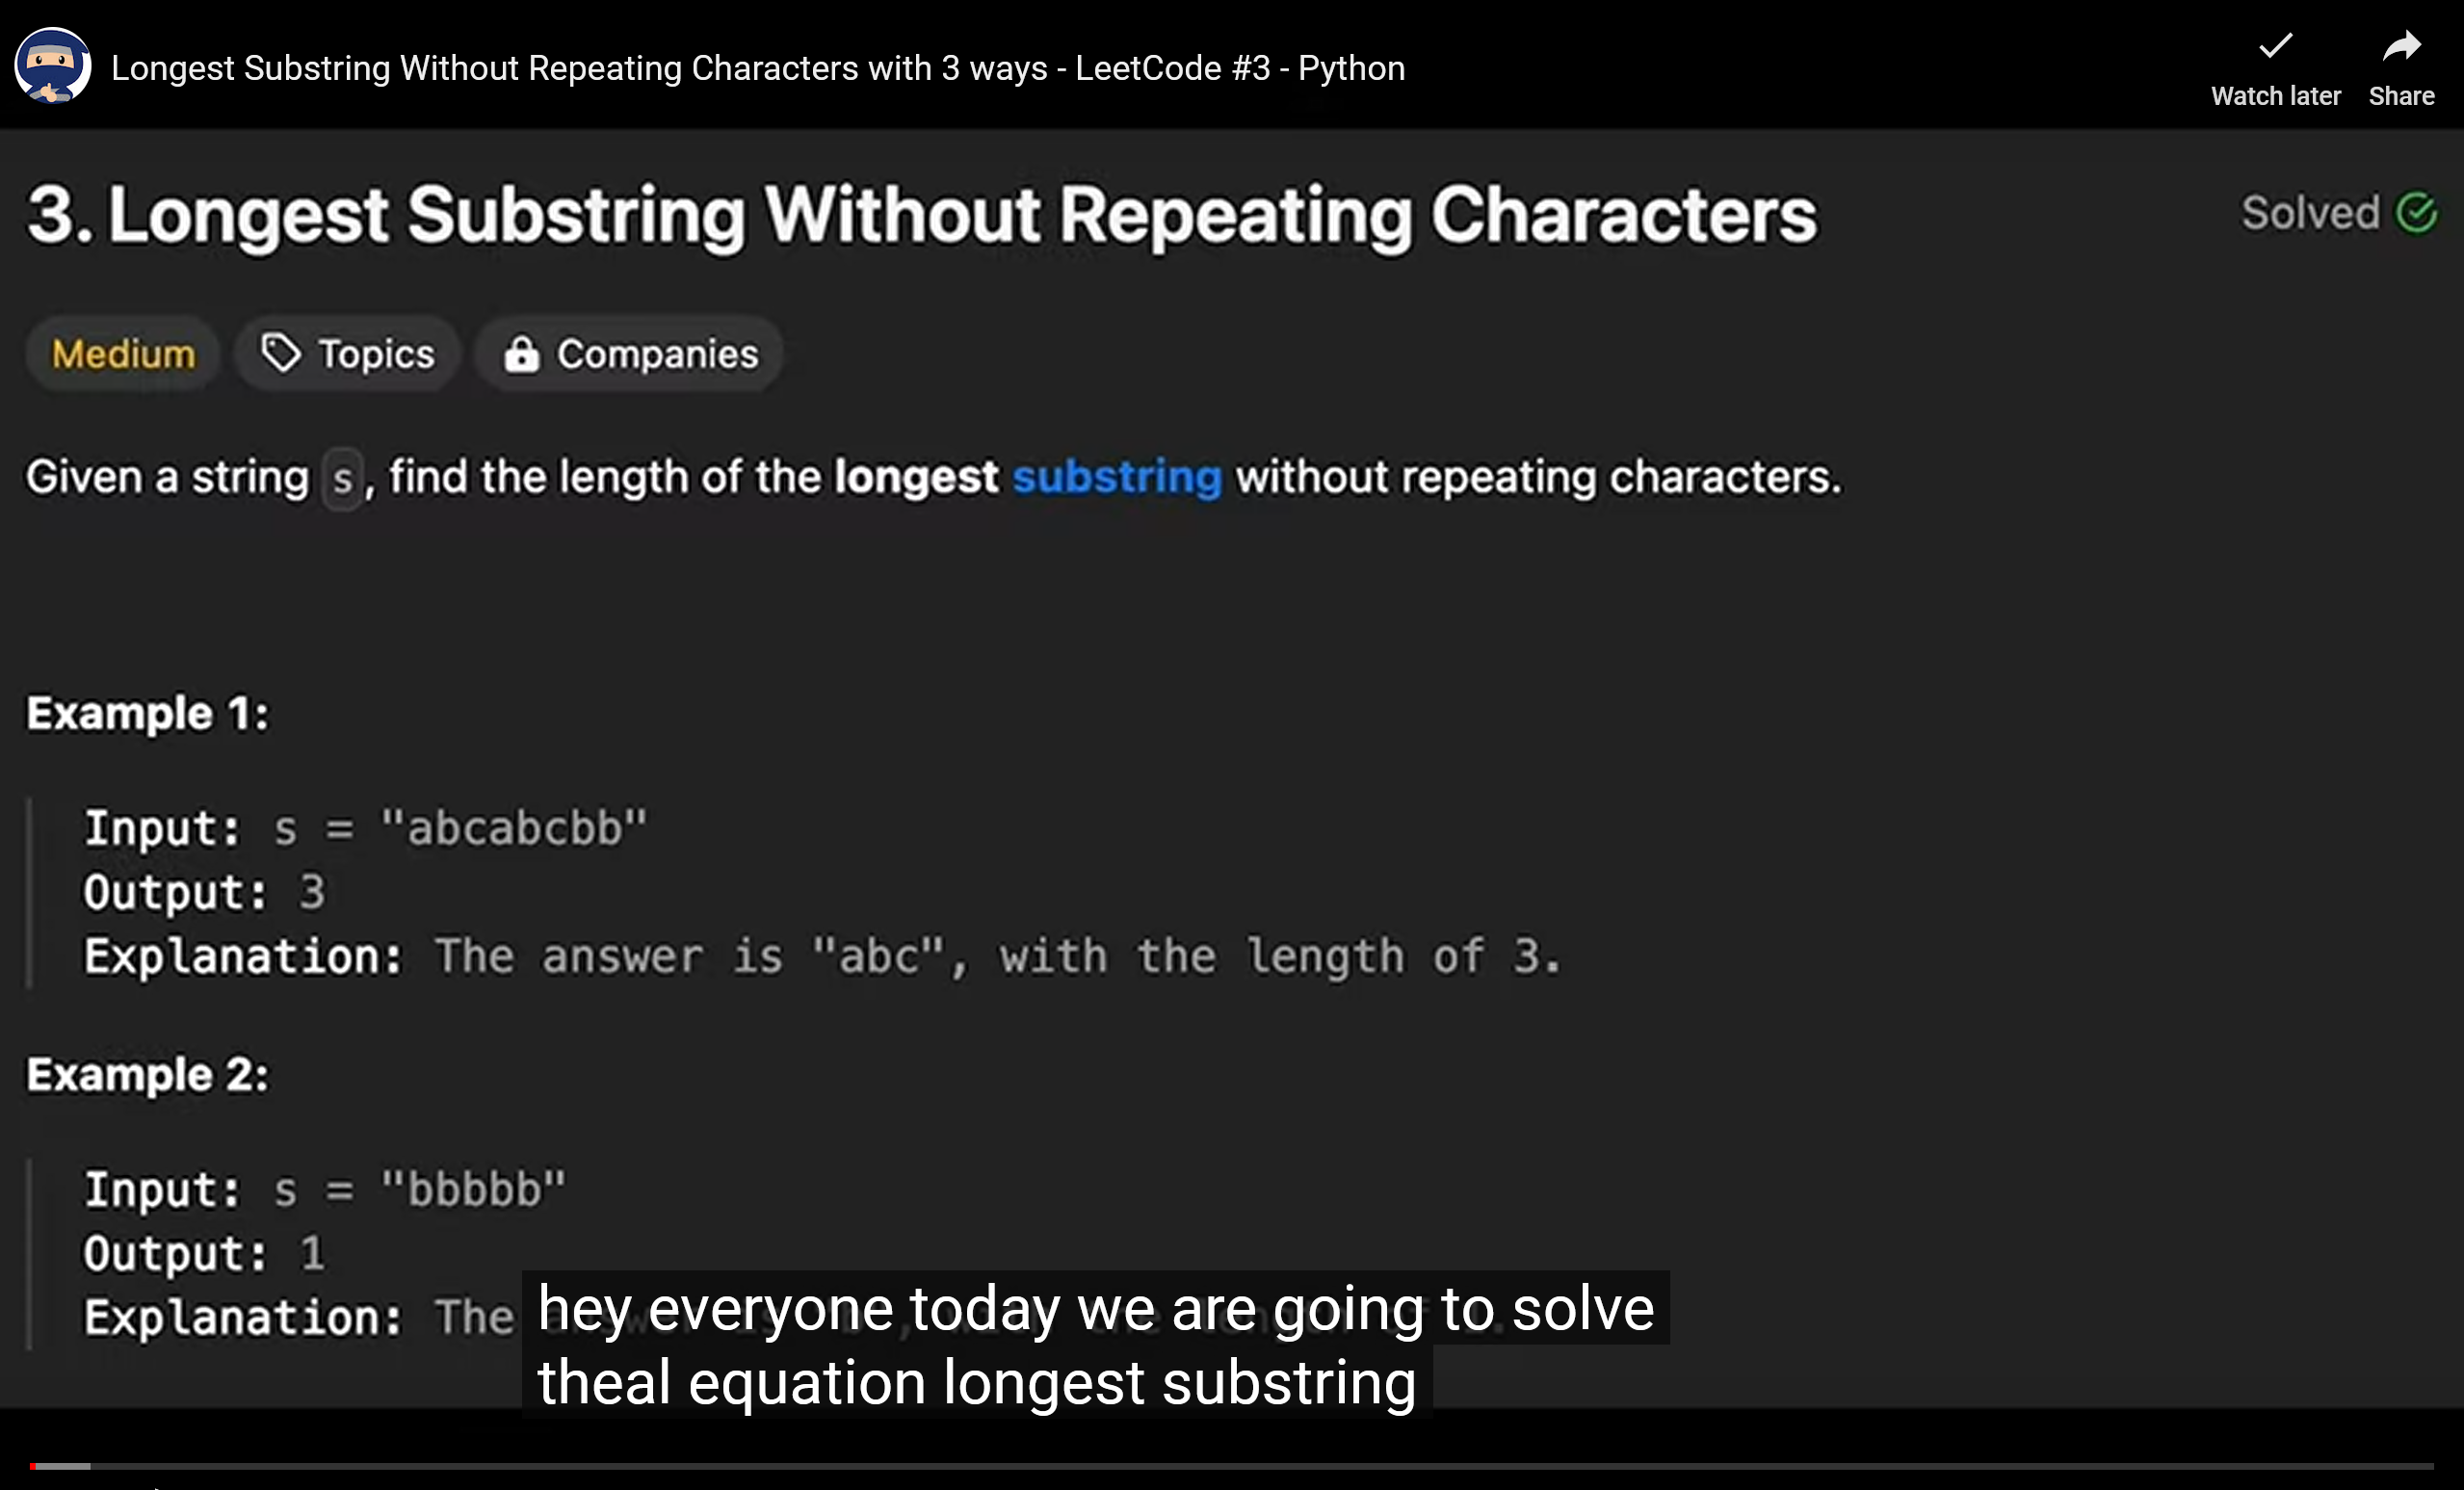 Longest Substring Without Repeating Characters with 3 ways - LeetCode #3 - Python
Watch later
Share
3. Longest Substring Without Repeating Characters
Solved
Medium
Topics
Companies
Given a string s, find the length of the longest substring without repeating characters.
Example 1:
Input: s = "abcabcbb"
Output: 3
Explanation: The answer is "abc", with the length of 3.
Example 2:
Input: s = "bbbbb"
Output: 1
Explanation: The
hey everyone today we are going to solve
theal equation longest substring